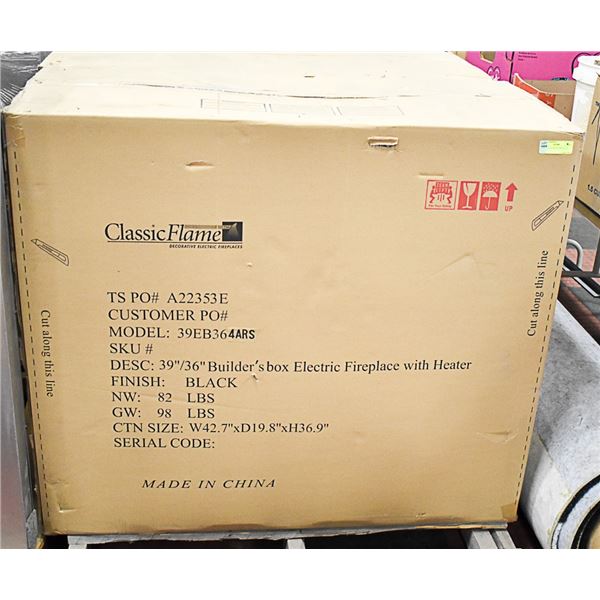 UP
ClassicFlame
DECORATIVE ELECTRIC FIREPLACES
Cut along this line
Cut along this line
TS PO# A22353E
CUSTOMER PO#
MODEL: 39EB364ARS
SKU #
DESC: 39"/36" Builder's box Electric Fireplace with Heater
FINISH: BLACK
NW: 82 LBS
GW: 98 LBS
CTN SIZE: W42.7"xD19.8"xH36.9"
SERIAL CODE:
MADE IN CHINA